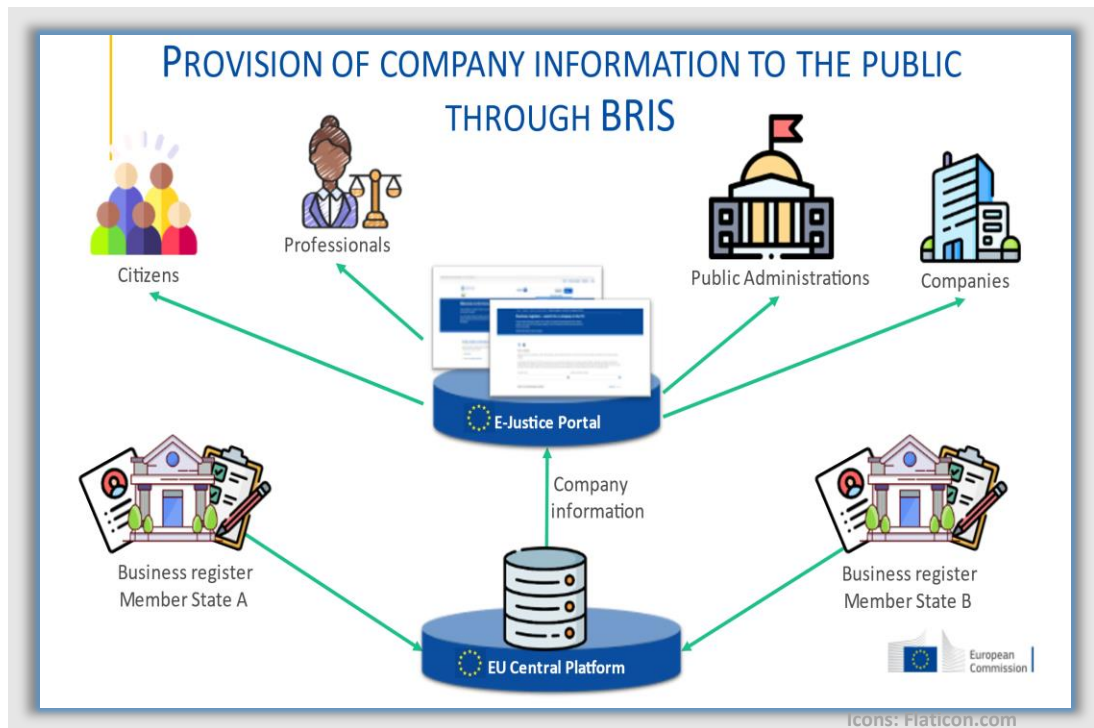 PROVISION OF COMPANY INFORMATION TO THE PUBLIC
THROUGH BRIS
Citizens
Professionals
Public Administrations
Companies
E-Justice Portal
Company
information
Business register
Member State A
Business register
Member State B
EU Central Platform
European
Commission
Icons: Flaticon.com